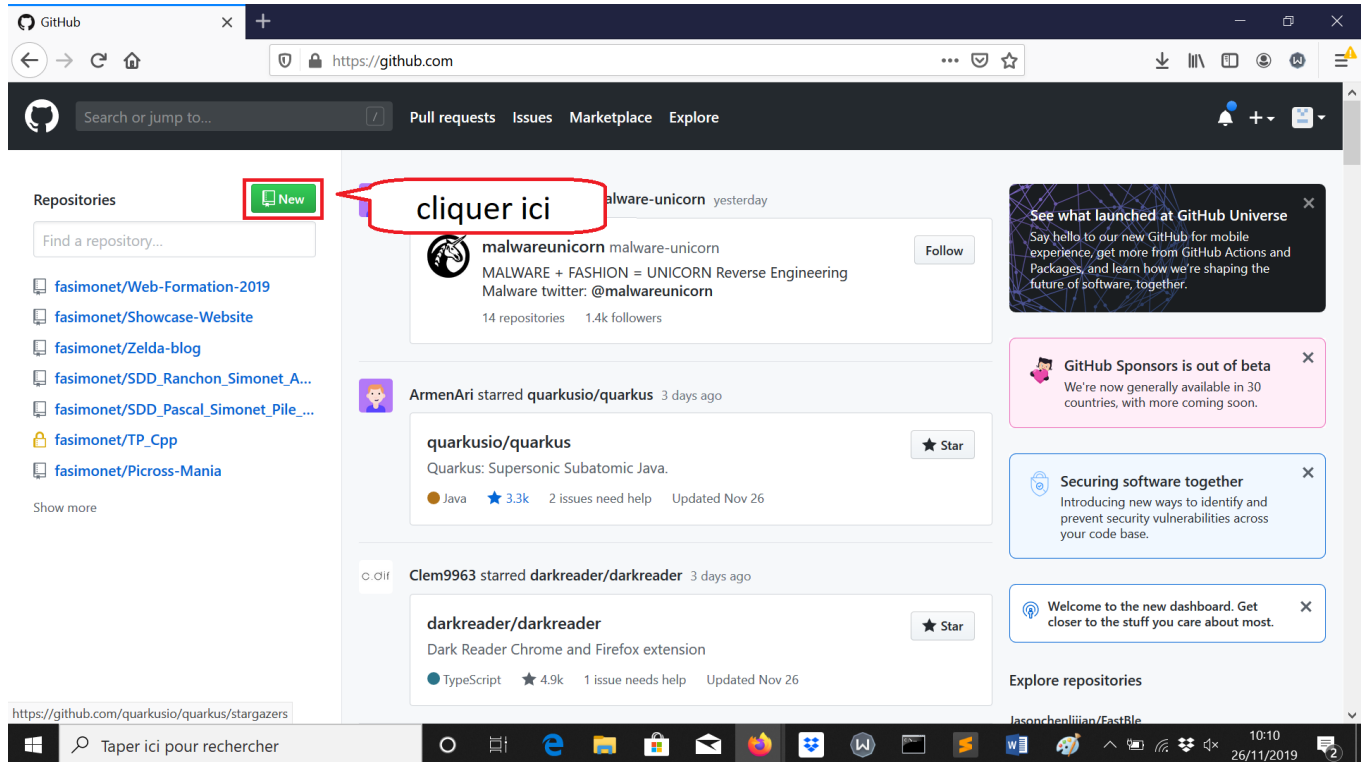 GitHub
https://github.com
Search or jump to...
/
Pull requests Issues Marketplace Explore
Repositories
New
cliquer ici
Find a repository...
fasimonet/Web-Formation-2019
fasimonet/Showcase-Website
fasimonet/Zelda-blog
fasimonet/SDD_Ranchon_Simonet_A...
fasimonet/SDD_Pascal_Simonet_Pile_...
fasimonet/TP_Cpp
fasimonet/Picross-Mania
Show more
alware-unicorn yesterday
malwareunicorn malware-unicorn
Follow
MALWARE + FASHION = UNICORN Reverse Engineering
Malware twitter: @malwareunicorn
14 repositories 1.4k followers
ArmenAri starred quarkusio/quarkus 3 days ago
quarkusio/quarkus
Star
Quarkus: Supersonic Subatomic Java.
Java 3.3k 2 issues need help Updated Nov 26
c.dif
Clem9963 starred darkreader/darkreader 3 days ago
darkreader/darkreader
Star
Dark Reader Chrome and Firefox extension
TypeScript 4.9k 1 issue needs help Updated Nov 26
See what launched at GitHub Universe
Say hello to our new GitHub for mobile
experience, get more from GitHub Actions and
Packages, and learn how we're shaping the
future of software, together.
GitHub Sponsors is out of beta
We're now generally available in 30
countries, with more coming soon.
Securing software together
Introducing new ways to identify and
prevent security vulnerabilities across
your code base.
Welcome to the new dashboard. Get
closer to the stuff you care about most.
Explore repositories
https://github.com/quarkusio/quarkus/stargazers
Taper ici pour rechercher
10:10
26/11/2019
2